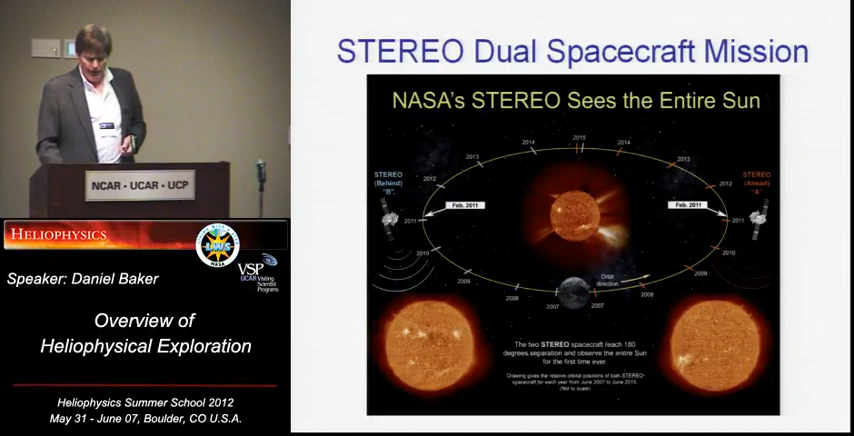 NCAR • UCAR • UCP
HELIOPHYSICS
LWS
NASA
VSP
UCAR Visiting
Scientist
Programs
Speaker: Daniel Baker
Overview of
Heliophysical Exploration
Heliophysics Summer School 2012
May 31 - June 07, Boulder, CO U.S.A.
STEREO Dual Spacecraft Mission
NASA's STEREO Sees the Entire Sun
2015
2014
2014
2013
2013
STEREO
(Behind)
"B"
2012
2012
STEREO
(Ahead)
"A"
Feb. 2011
Feb. 2011
2011
2011
2010
2010
2009
2009
Orbit
direction
2008
2008
2007
2007
The two STEREO spacecraft reach 180
degrees separation and observe the entire Sun
for the first time ever.
Drawing gives the relative orbital positions of both STEREO
spacecraft for each year from June 2007 to June 2015.
(Not to scale)